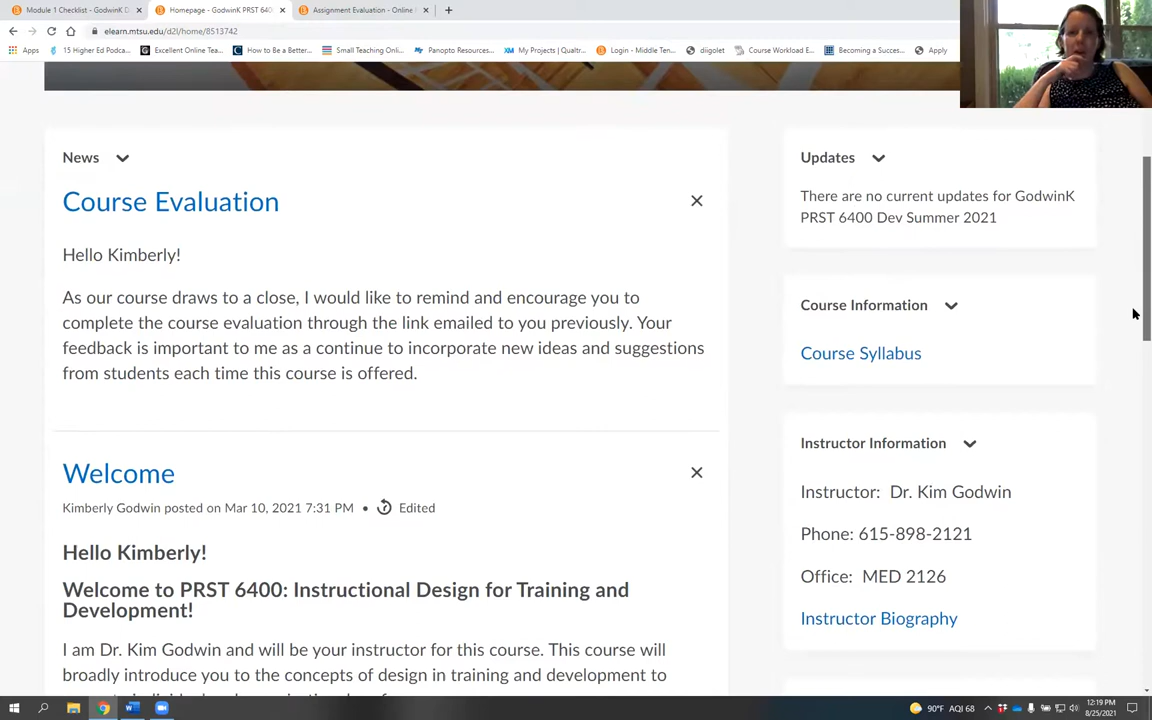 Module 1 Checklist - GodwinK D
Homepage - GodwinK PRST 640
Assignment Evaluation - Online
elearn.mtsu.edu/d2l/home/8513742
Apps
15 Higher Ed Podca...
Excellent Online Tea...
How to Be a Better...
Small Teaching Onli...
Panopto Resources...
My Projects | Qualtr...
Login - Middle Ten...
diigolet
Course Workload E...
Becoming a Succes...
Apply
News
Course Evaluation
Hello Kimberly!
As our course draws to a close, I would like to remind and encourage you to
complete the course evaluation through the link emailed to you previously. Your
feedback is important to me as a continue to incorporate new ideas and suggestions
from students each time this course is offered.
Welcome
Kimberly Godwin posted on Mar 10, 2021 7:31 PM • Edited
Hello Kimberly!
Welcome to PRST 6400: Instructional Design for Training and
Development!
I am Dr. Kim Godwin and will be your instructor for this course. This course will
broadly introduce you to the concepts of design in training and development to
Updates
There are no current updates for GodwinK
PRST 6400 Dev Summer 2021
Course Information
Course Syllabus
Instructor Information
Instructor: Dr. Kim Godwin
Phone: 615-898-2121
Office: MED 2126
Instructor Biography
90°F AQI 68
12:19 PM
8/25/2021